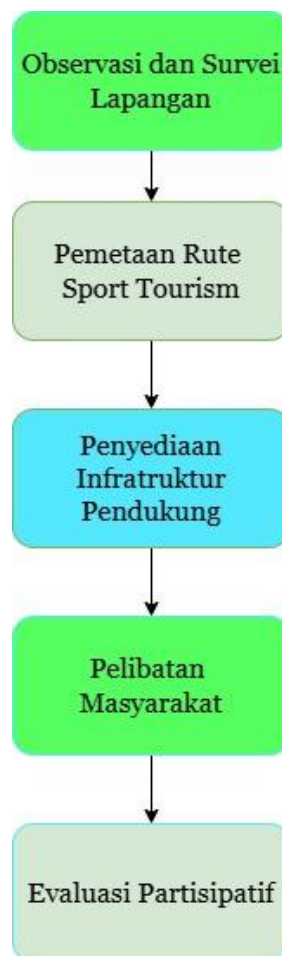 Observasi dan Survei
Lapangan
Pemetaan Rute
Sport Tourism
Penyediaan
Infratruktur
Pendukung
Pelibatan
Masyarakat
Evaluasi Partisipatif